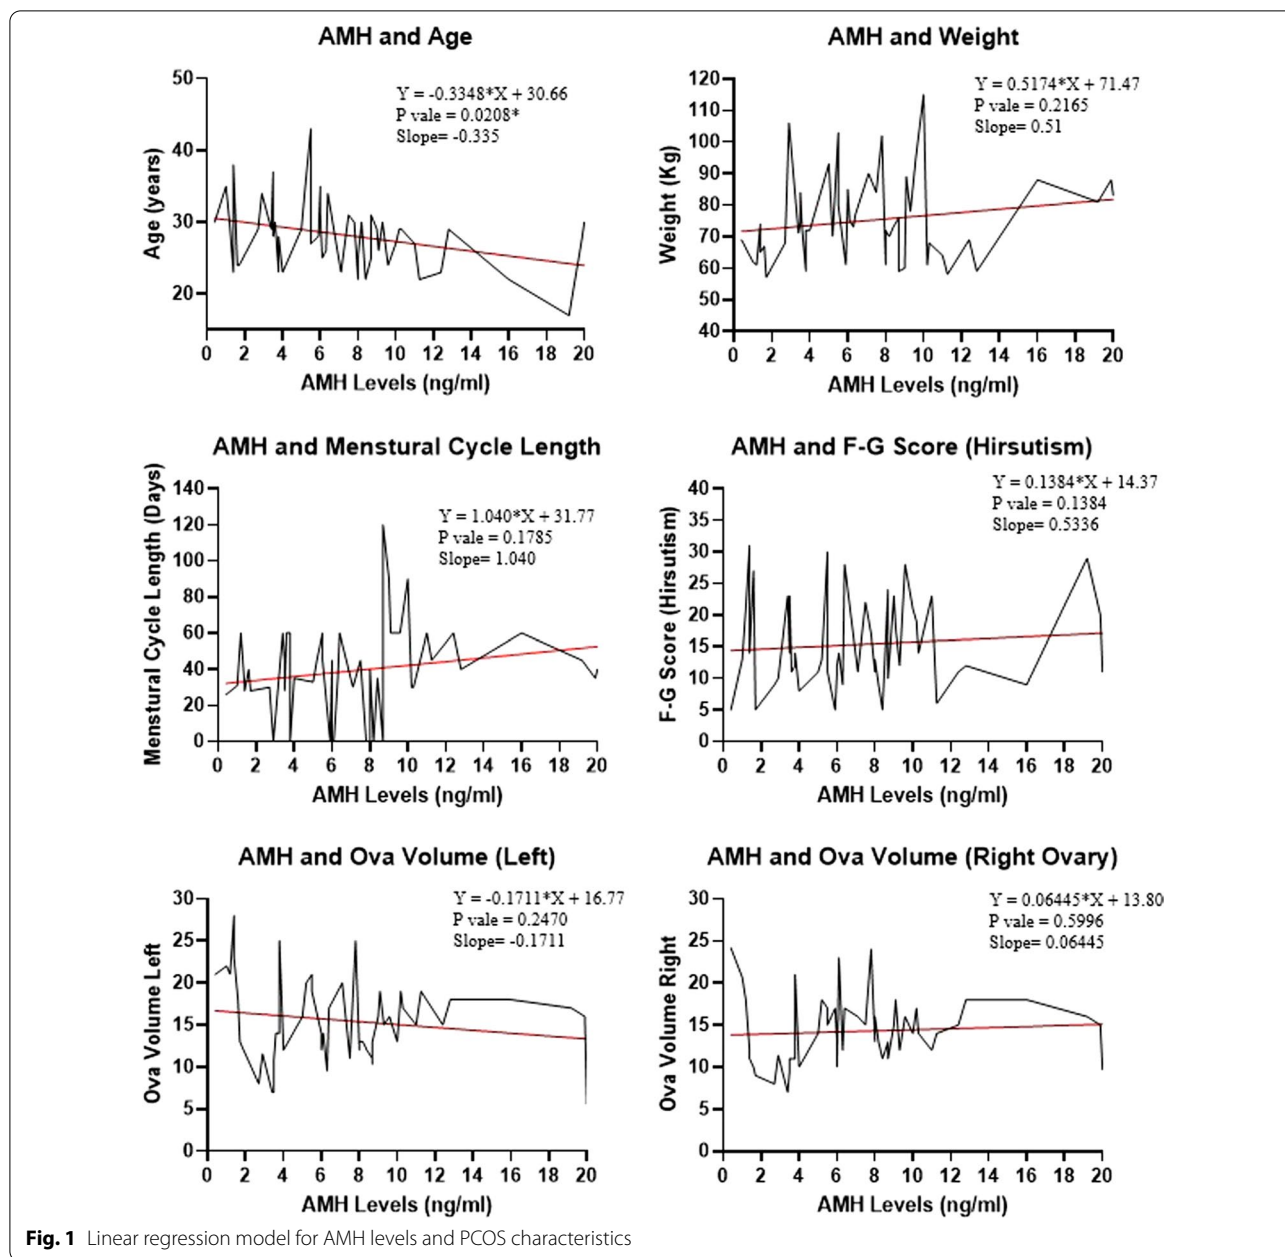 AMH and Age
Age (years)
50
40
30
20
Y = -0.3348*X + 30.66
P vale = 0.0208*
Slope= -0.335
0 2 4 6 8 10 12 14 16 18 20
AMH Levels (ng/ml)
AMH and Weight
Weight (Kg)
120
110
100
90
80
70
60
50
40
Y = 0.5174*X + 71.47
P vale = 0.2165
Slope= 0.51
0 2 4 6 8 10 12 14 16 18 20
AMH Levels (ng/ml)
AMH and Menstural Cycle Length
Menstural Cycle Length (Days)
140
120
100
80
60
40
20
0
Y = 1.040*X + 31.77
P vale = 0.1785
Slope= 1.040
0 2 4 6 8 10 12 14 16 18 20
AMH Levels (ng/ml)
AMH and F-G Score (Hirsutism)
F-G Score (Hirsutism)
40
35
30
25
20
15
10
5
0
Y = 0.1384*X + 14.37
P vale = 0.1384
Slope= 0.5336
0 2 4 6 8 10 12 14 16 18 20
AMH Levels (ng/ml)
AMH and Ova Volume (Left)
Ova Volume Left
30
25
20
15
10
5
0
Y = -0.1711*X + 16.77
P vale = 0.2470
Slope= -0.1711
0 2 4 6 8 10 12 14 16 18 20
AMH Levels (ng/ml)
AMH and Ova Volume (Right Ovary)
Ova Volume Right
30
25
20
15
10
5
0
Y = 0.06445*X + 13.80
P vale = 0.5996
Slope= 0.06445
0 2 4 6 8 10 12 14 16 18 20
AMH Levels (ng/ml)
Fig. 1 Linear regression model for AMH levels and PCOS characteristics